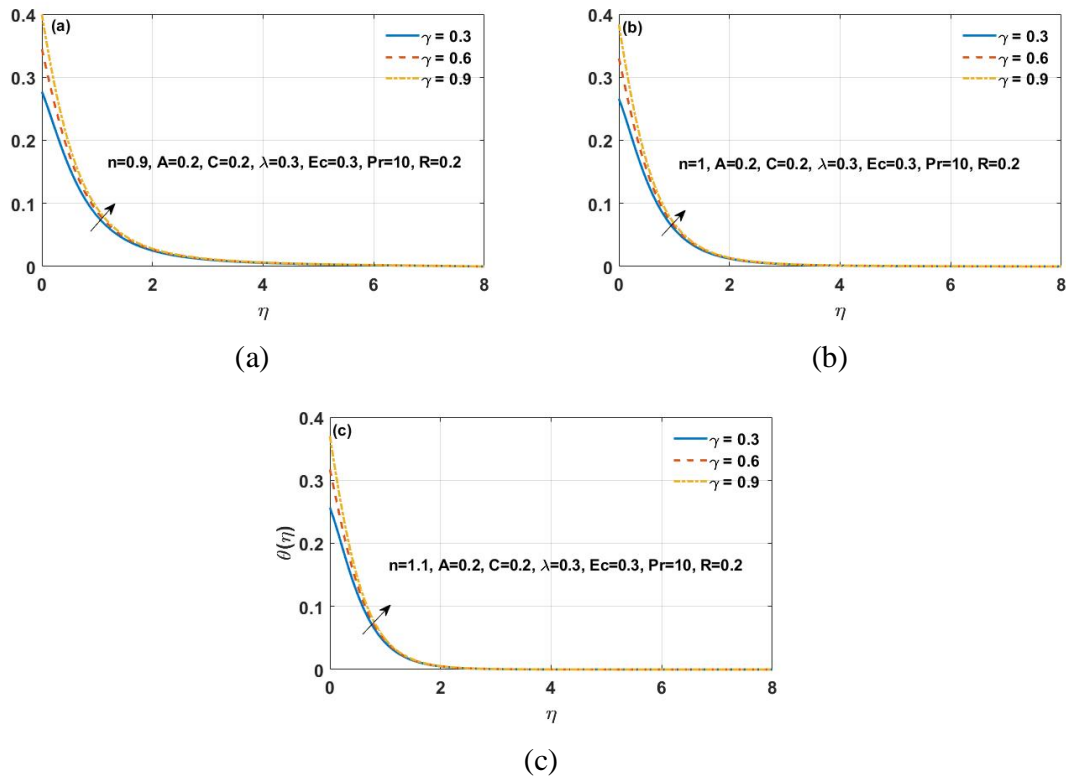 (a)
0.4
0.3
0.2
0.1
0
γ = 0.3
γ = 0.6
γ = 0.9
n=0.9, A=0.2, C=0.2, λ=0.3, Ec=0.3, Pr=10, R=0.2
0 2 4 6 8
η
(a)
(b)
0.4
0.3
0.2
0.1
0
γ = 0.3
γ = 0.6
γ = 0.9
n=1, A=0.2, C=0.2, λ=0.3, Ec=0.3, Pr=10, R=0.2
0 2 4 6 8
η
(b)
(c)
0.4
0.3
0.2
0.1
0
θ(η)
γ = 0.3
γ = 0.6
γ = 0.9
n=1.1, A=0.2, C=0.2, λ=0.3, Ec=0.3, Pr=10, R=0.2
0 2 4 6 8
η
(c)